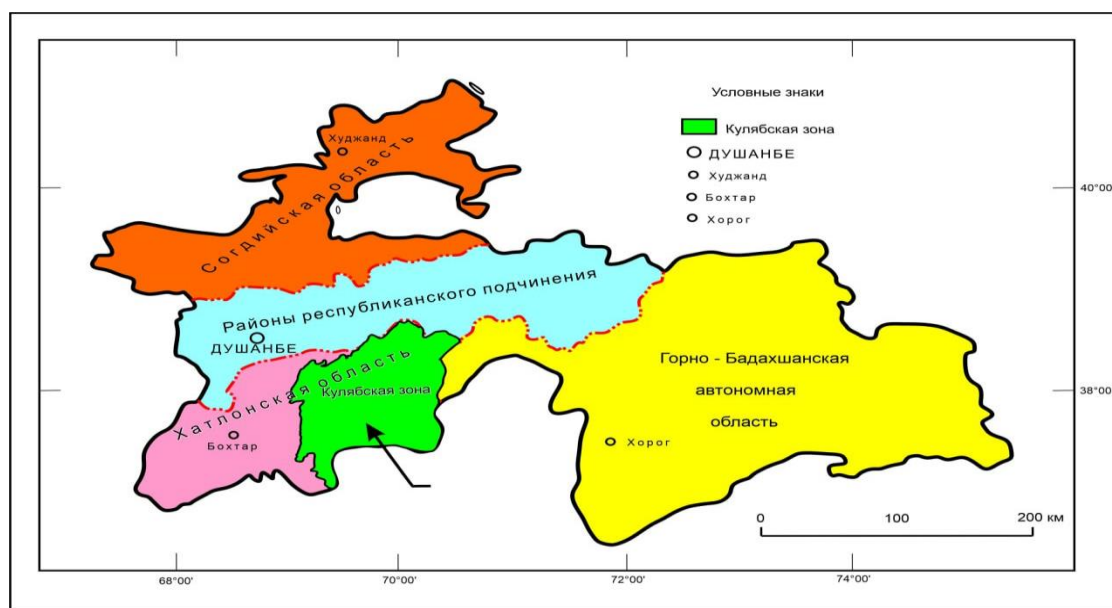 Условные знаки
Кулябская зона
ДУШАНБЕ
Худжанд
Бохтар
Хорог
Худжанд
Согдийская область
40°00'
Районы республиканского подчинения
ДУШАНБЕ
Хатлонская область
Кулябская зона
Бохтар
Горно - Бадахшанская
автономная
область
38°00'
Хорог
0 100 200 км
68°00' 70°00' 72°00' 74°00'